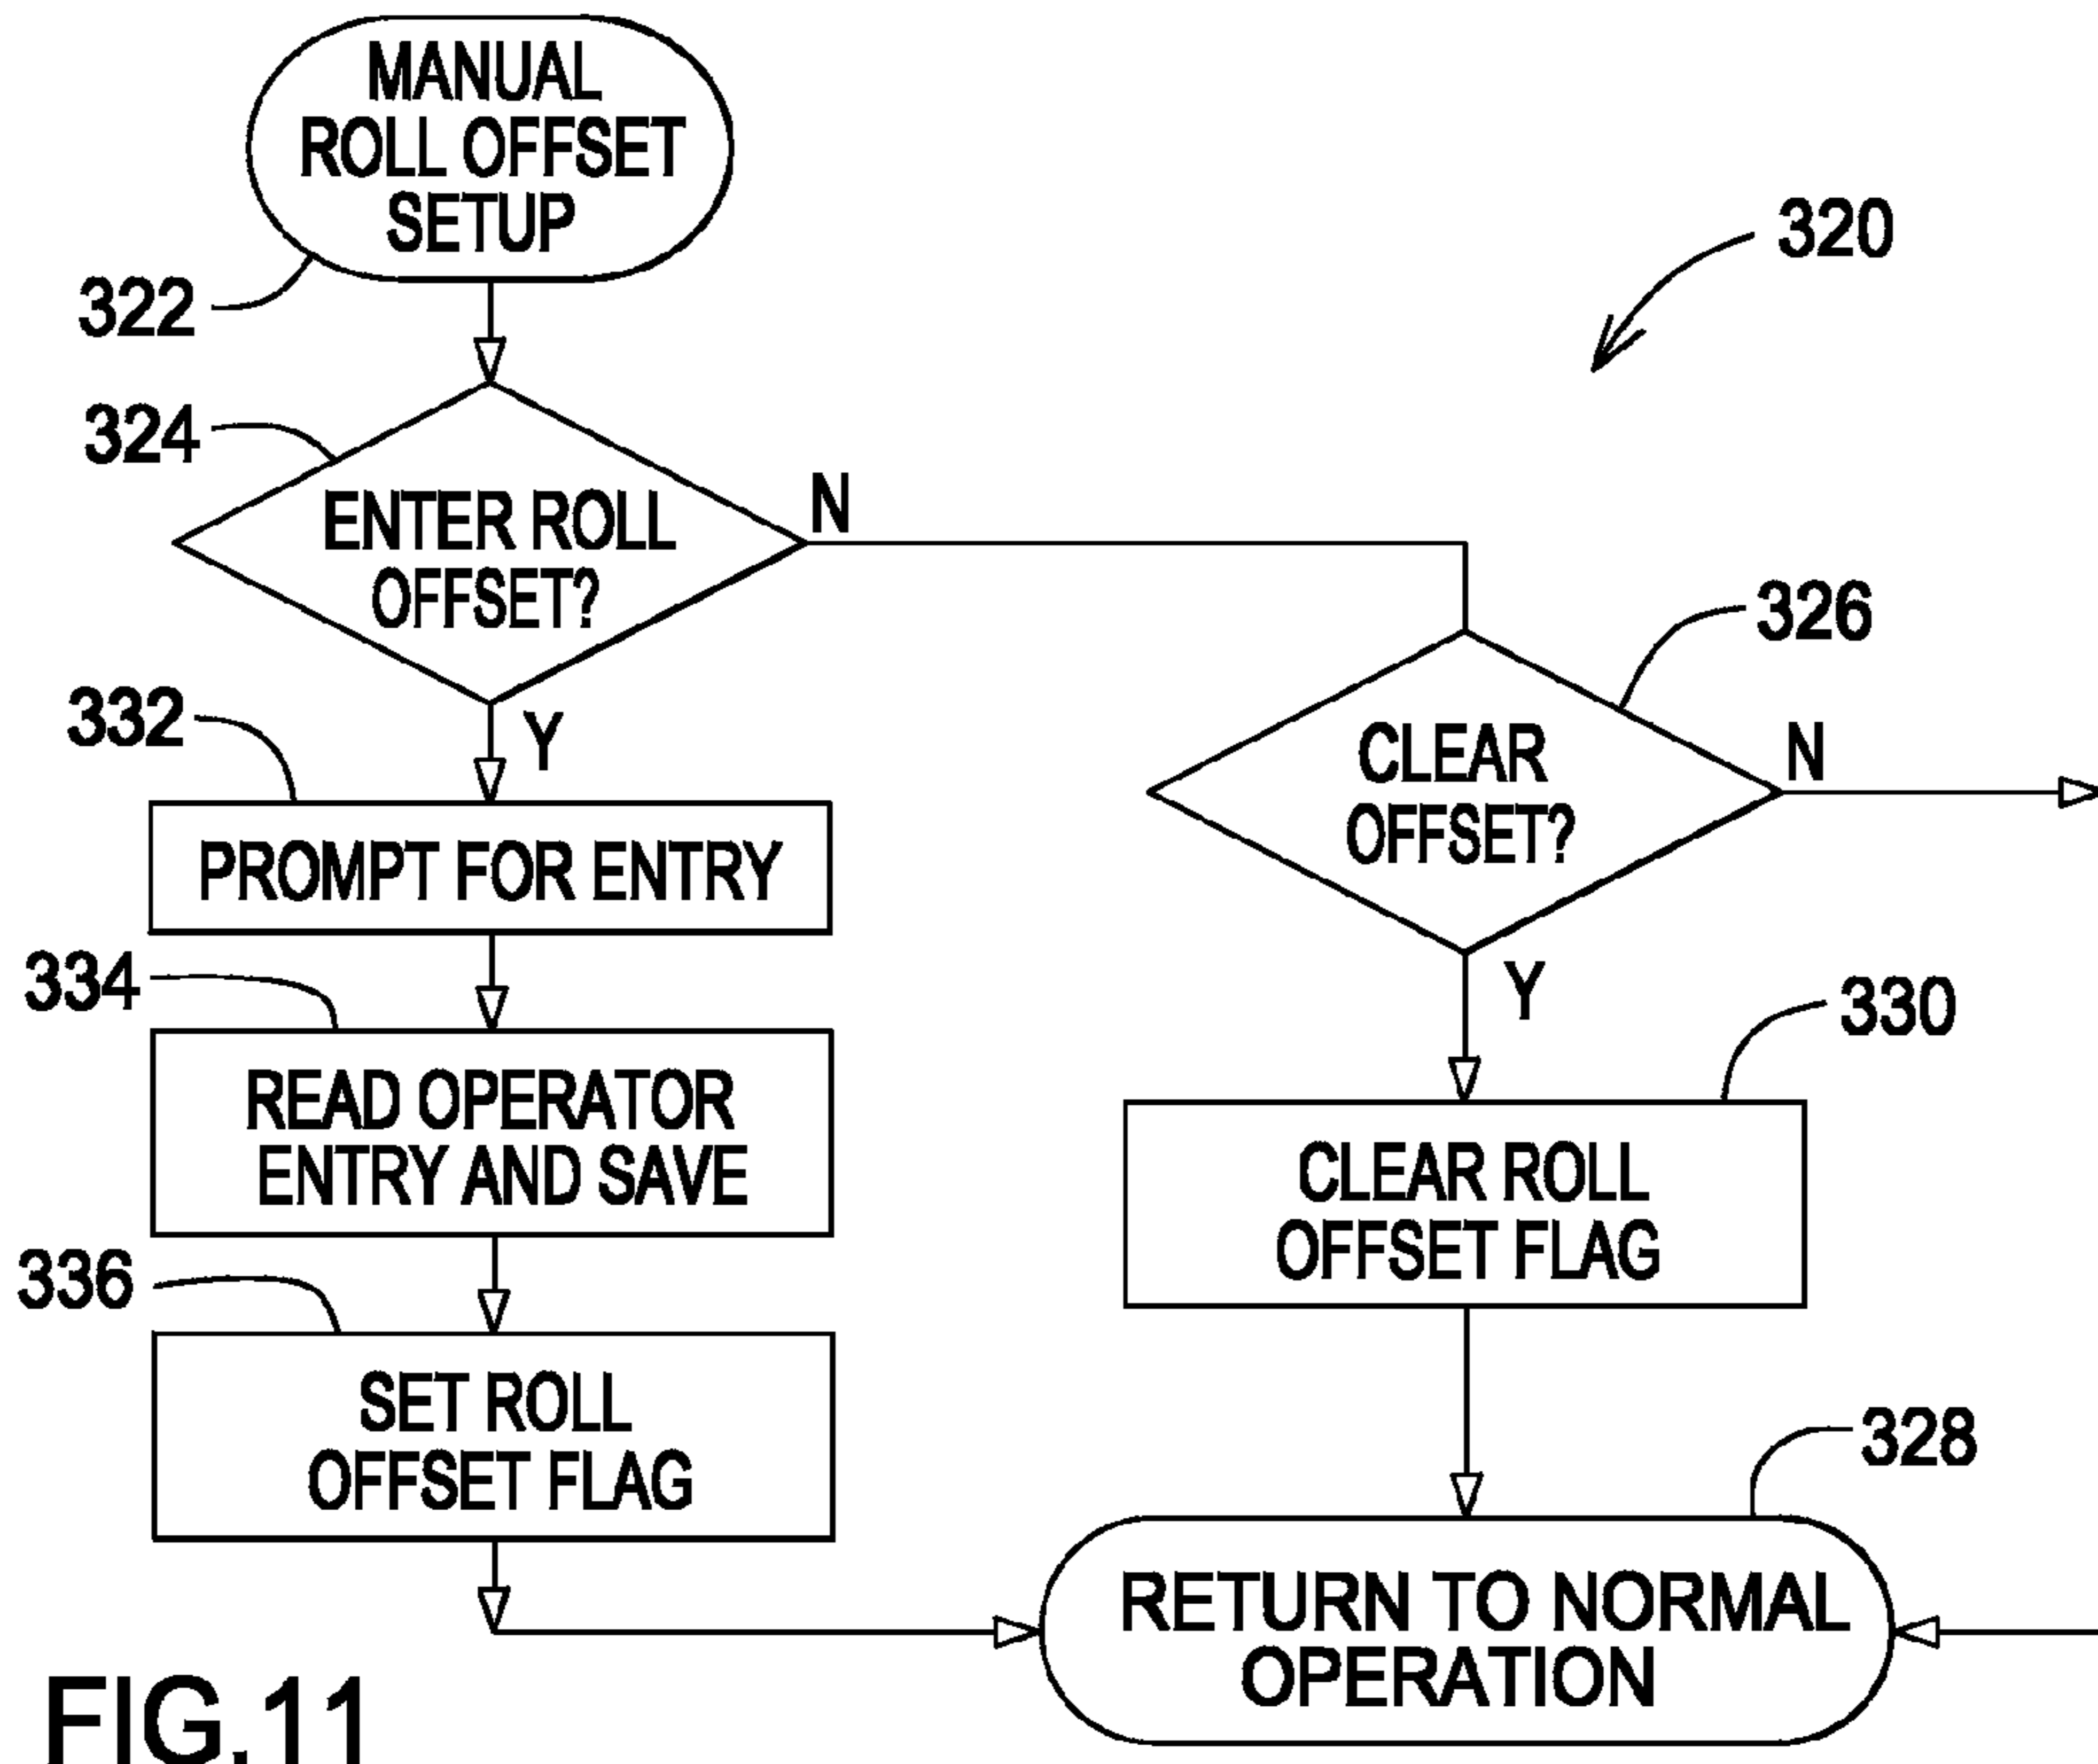 MANUAL
ROLL OFFSET
SETUP
322
320
324
ENTER ROLL
OFFSET?
N
326
332
Y
CLEAR
OFFSET?
N
PROMPT FOR ENTRY
334
Y
330
READ OPERATOR
ENTRY AND SAVE
CLEAR ROLL
OFFSET FLAG
336
SET ROLL
OFFSET FLAG
328
RETURN TO NORMAL
OPERATION
FIG.11